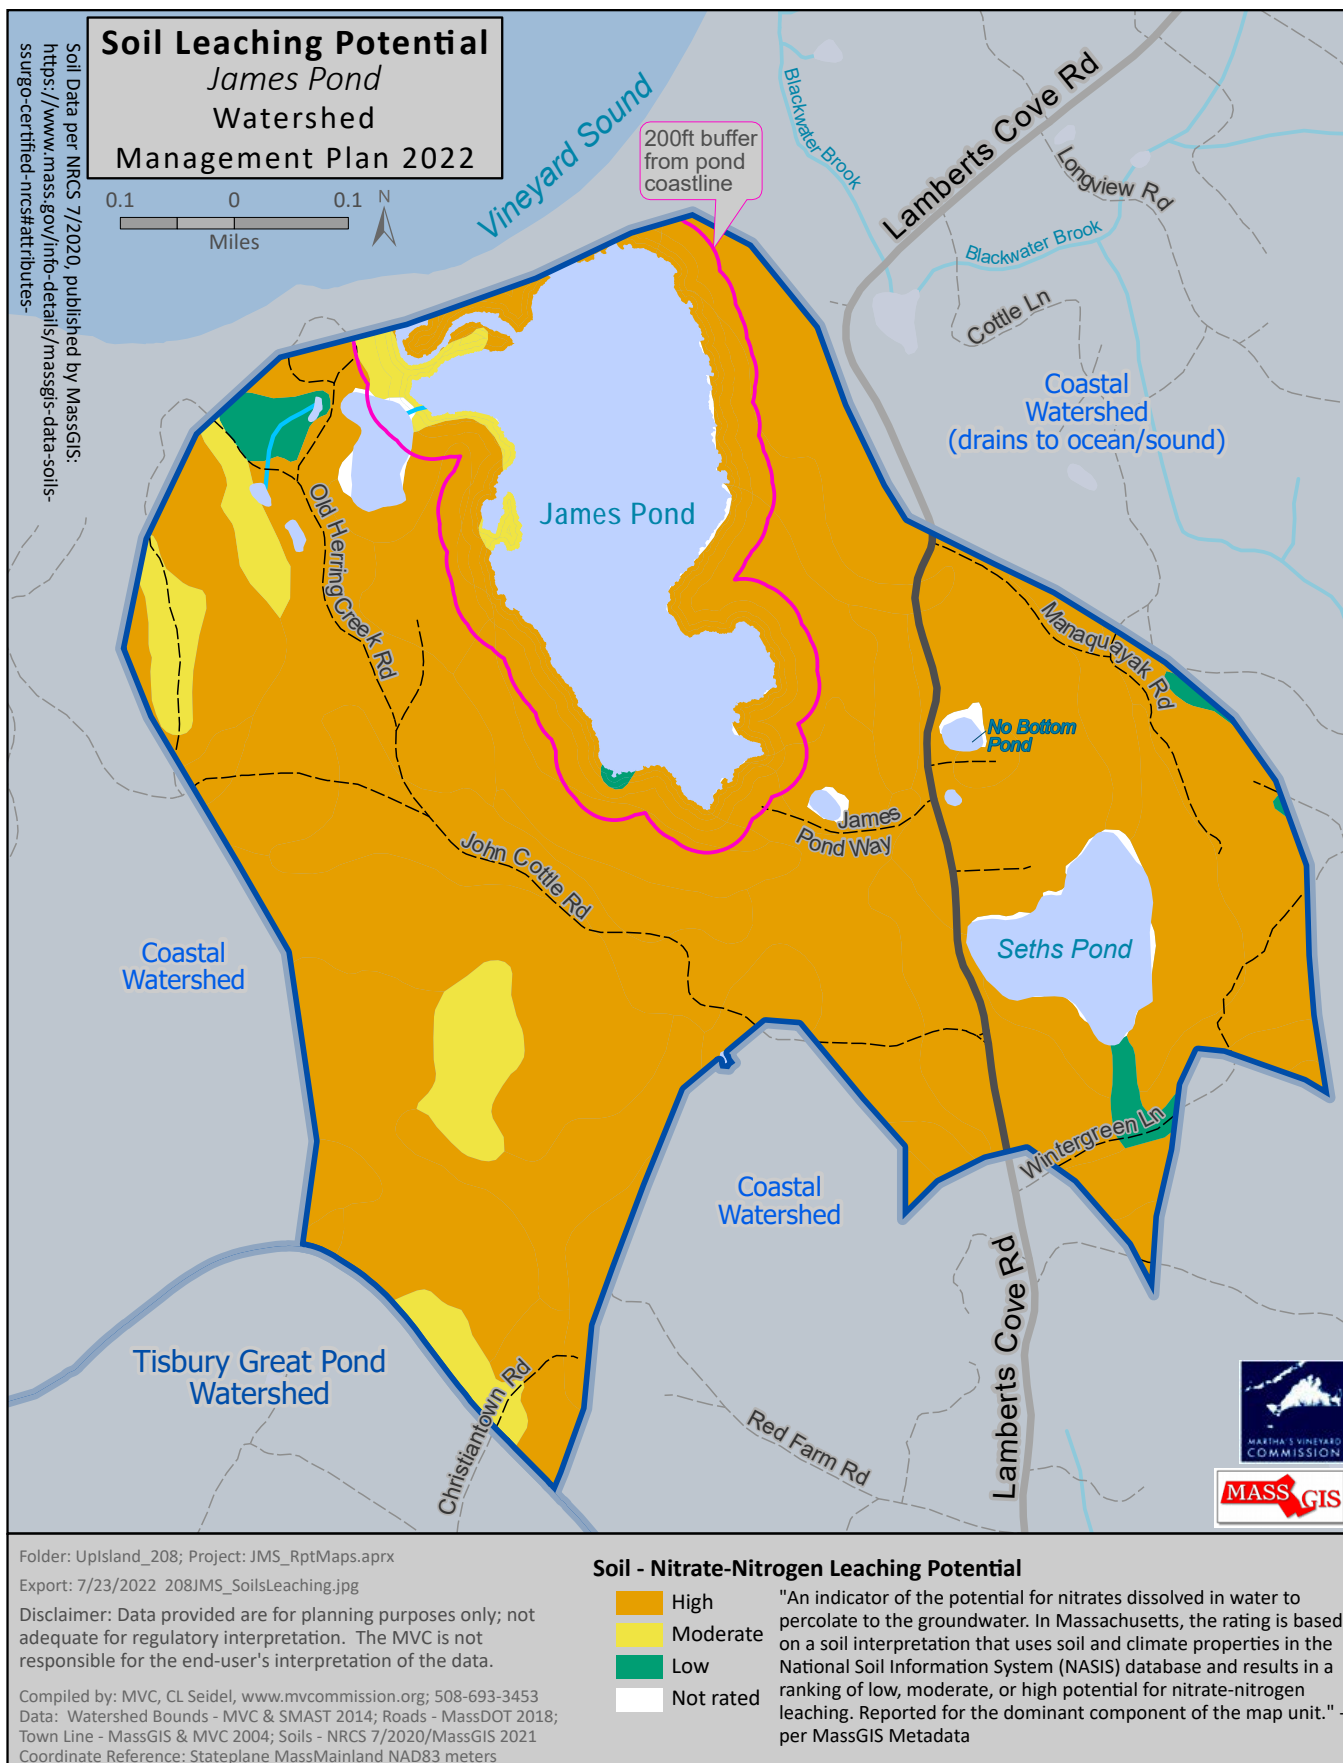 Soil Leaching Potential
James Pond
Watershed
Management Plan 2022
0.1 0 0.1
Miles
N
Soil Data per NRCS 7/2020, published by MassGIS:
https://www.mass.gov/info-details/massgis-data-soils-
ssurgo-certified-nrcs#attributes-
Vineyard Sound
200ft buffer
from pond
coastline
Blackwater Brook
Lamberts Cove Rd
Longview Rd
Blackwater Brook
Cottle Ln
Coastal
Watershed
(drains to ocean/sound)
James Pond
Old Herring Creek Rd
Manaquayak Rd
No Bottom
Pond
James
Pond Way
John Cottle Rd
Seths Pond
Coastal
Watershed
Wintergreen Ln
Coastal
Watershed
Lamberts Cove Rd
Tisbury Great Pond
Watershed
Christiantown Rd
Red Farm Rd
MARTHA'S VINEYARD
COMMISSION
MASS GIS
Folder: UpIsland_208; Project: JMS_RptMaps.aprx
Export: 7/23/2022 208JMS_SoilsLeaching.jpg
Disclaimer: Data provided are for planning purposes only; not
adequate for regulatory interpretation. The MVC is not
responsible for the end-user's interpretation of the data.
Compiled by: MVC, CL Seidel, www.mvcommission.org; 508-693-3453
Data: Watershed Bounds - MVC & SMAST 2014; Roads - MassDOT 2018;
Town Line - MassGIS & MVC 2004; Soils - NRCS 7/2020/MassGIS 2021
Coordinate Reference: Stateplane MassMainland NAD83 meters
Soil - Nitrate-Nitrogen Leaching Potential
High
Moderate
Low
Not rated
"An indicator of the potential for nitrates dissolved in water to
percolate to the groundwater. In Massachusetts, the rating is based
on a soil interpretation that uses soil and climate properties in the
National Soil Information System (NASIS) database and results in a
ranking of low, moderate, or high potential for nitrate-nitrogen
leaching. Reported for the dominant component of the map unit." -
per MassGIS Metadata